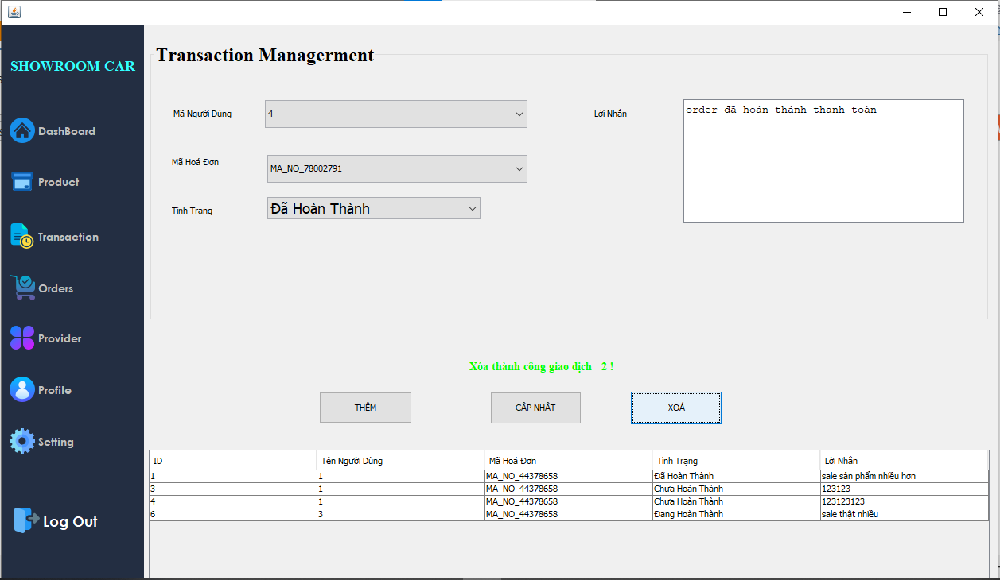 SHOWROOM CAR
DashBoard
Product
Transaction
Orders
Provider
Profile
Setting
Log Out
Transaction Managerment
Mã Người Dùng
4
Lời Nhắn
order đã hoàn thành thanh toán
Mã Hoá Đơn
MA_NO_78002791
Tình Trạng
Đã Hoàn Thành
Xóa thành công giao dịch 2 !
THÊM
CẬP NHẬT
XOÁ
ID Tên Người Dùng Mã Hoá Đơn Tình Trạng Lời Nhắn
1 1 MA_NO_44378658 Đã Hoàn Thành sale sản phẩm nhiều hơn
3 1 MA_NO_44378658 Chưa Hoàn Thành 123123
4 1 MA_NO_44378658 Chưa Hoàn Thành 123123123
6 3 MA_NO_44378658 Đang Hoàn Thành sale thật nhiều